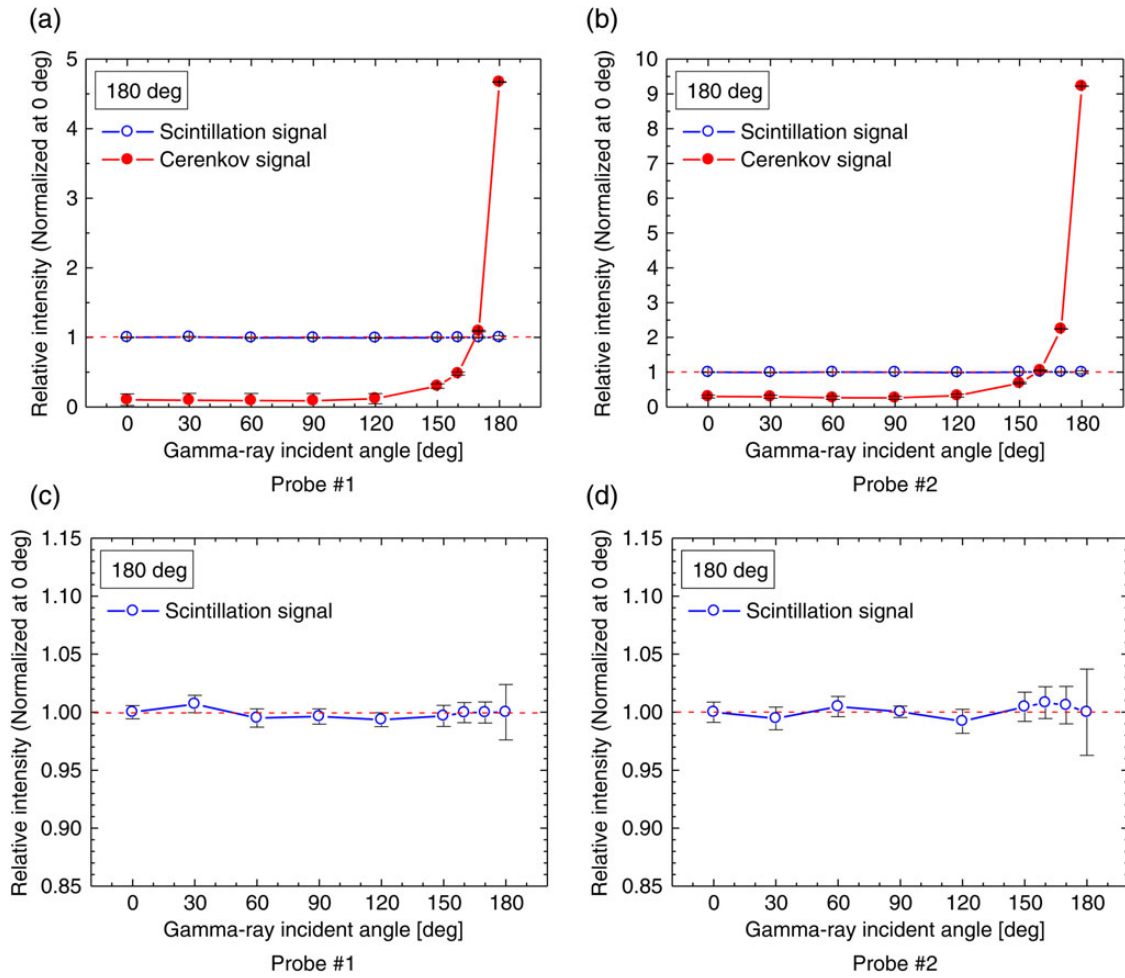 (a)
5
4
3
2
1
0
180 deg
Scintillation signal
Cerenkov signal
0 30 60 90 120 150 180
Relative intensity (Normalized at 0 deg)
Gamma-ray incident angle [deg]
Probe #1
(b)
10
9
8
7
6
5
4
3
2
1
0
180 deg
Scintillation signal
Cerenkov signal
0 30 60 90 120 150 180
Relative intensity (Normalized at 0 deg)
Gamma-ray incident angle [deg]
Probe #2
(c)
1.15
1.10
1.05
1.00
0.95
0.90
0.85
180 deg
Scintillation signal
0 30 60 90 120 150 180
Relative intensity (Normalized at 0 deg)
Gamma-ray incident angle [deg]
Probe #1
(d)
1.15
1.10
1.05
1.00
0.95
0.90
0.85
180 deg
Scintillation signal
0 30 60 90 120 150 180
Relative intensity (Normalized at 0 deg)
Gamma-ray incident angle [deg]
Probe #2